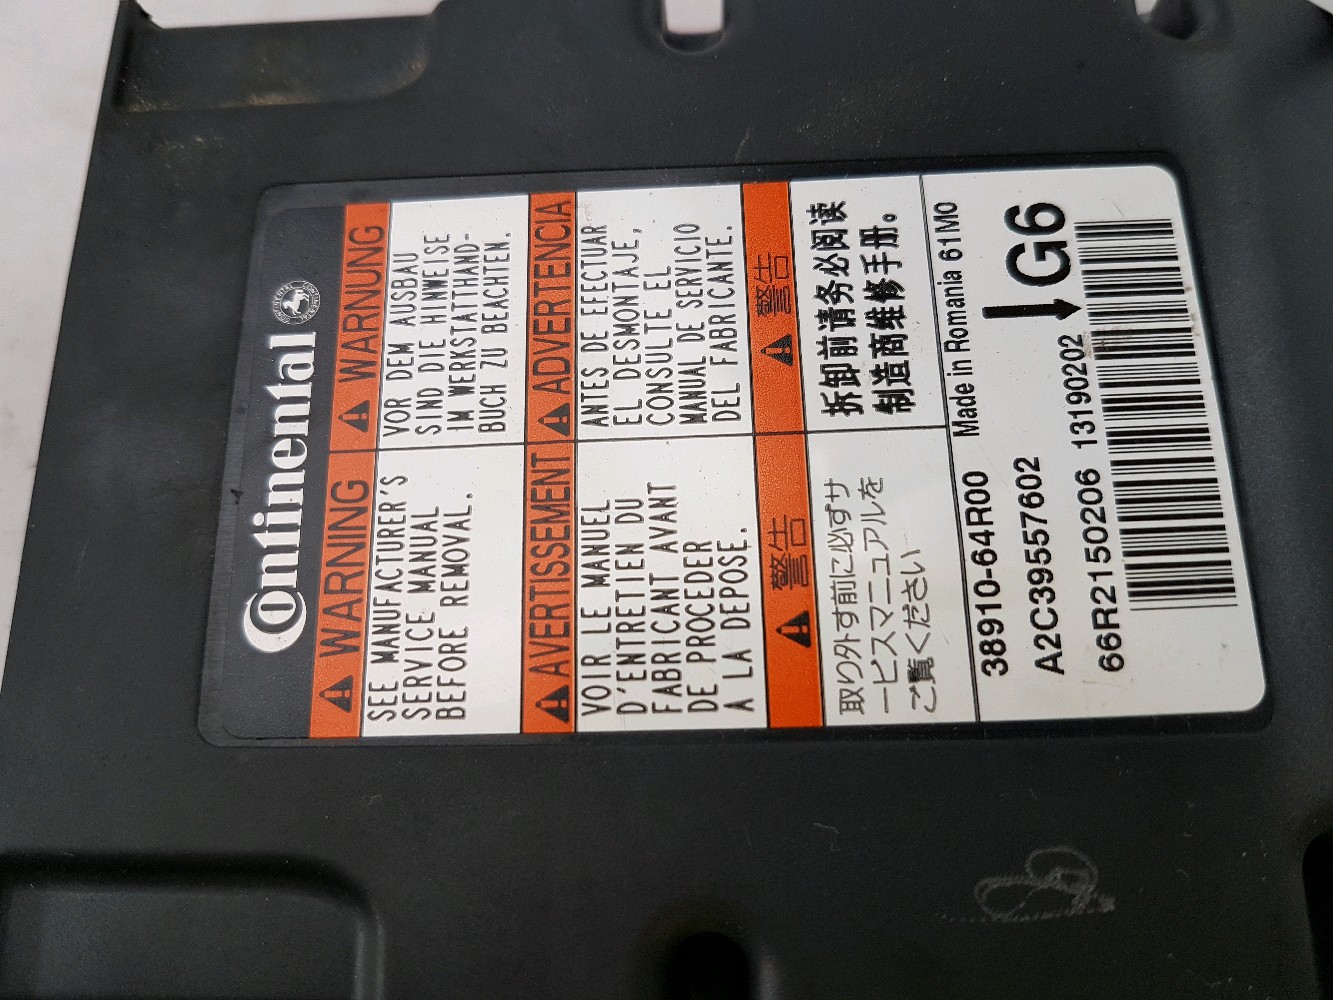 Continental
WARNING
SEE MANUFACTURER'S
SERVICE MANUAL
BEFORE REMOVAL.
WARNUNG
VOR DEM AUSBAU
SIND DIE HINWEISE
IM WERKSTATTHAND-
BUCH ZU BEACHTEN.
AVERTISSEMENT
VOIR LE MANUEL
D'ENTRETIEN DU
FABRICANT AVANT
DE PROCEDER
A LA DEPOSE.
ADVERTENCIA
ANTES DE EFECTUAR
EL DESMONTAJE,
CONSULTE EL
MANUAL DE SERVICIO
DEL FABRICANTE.
警告
取り外す前に必ずサ
ービスマニュアルを
ご覧ください
警告
拆卸前请务必阅读
制造商维修手册。
38910-64R00 Made in Romania 61M0
A2C39557602
G6
66R2150206 13190202